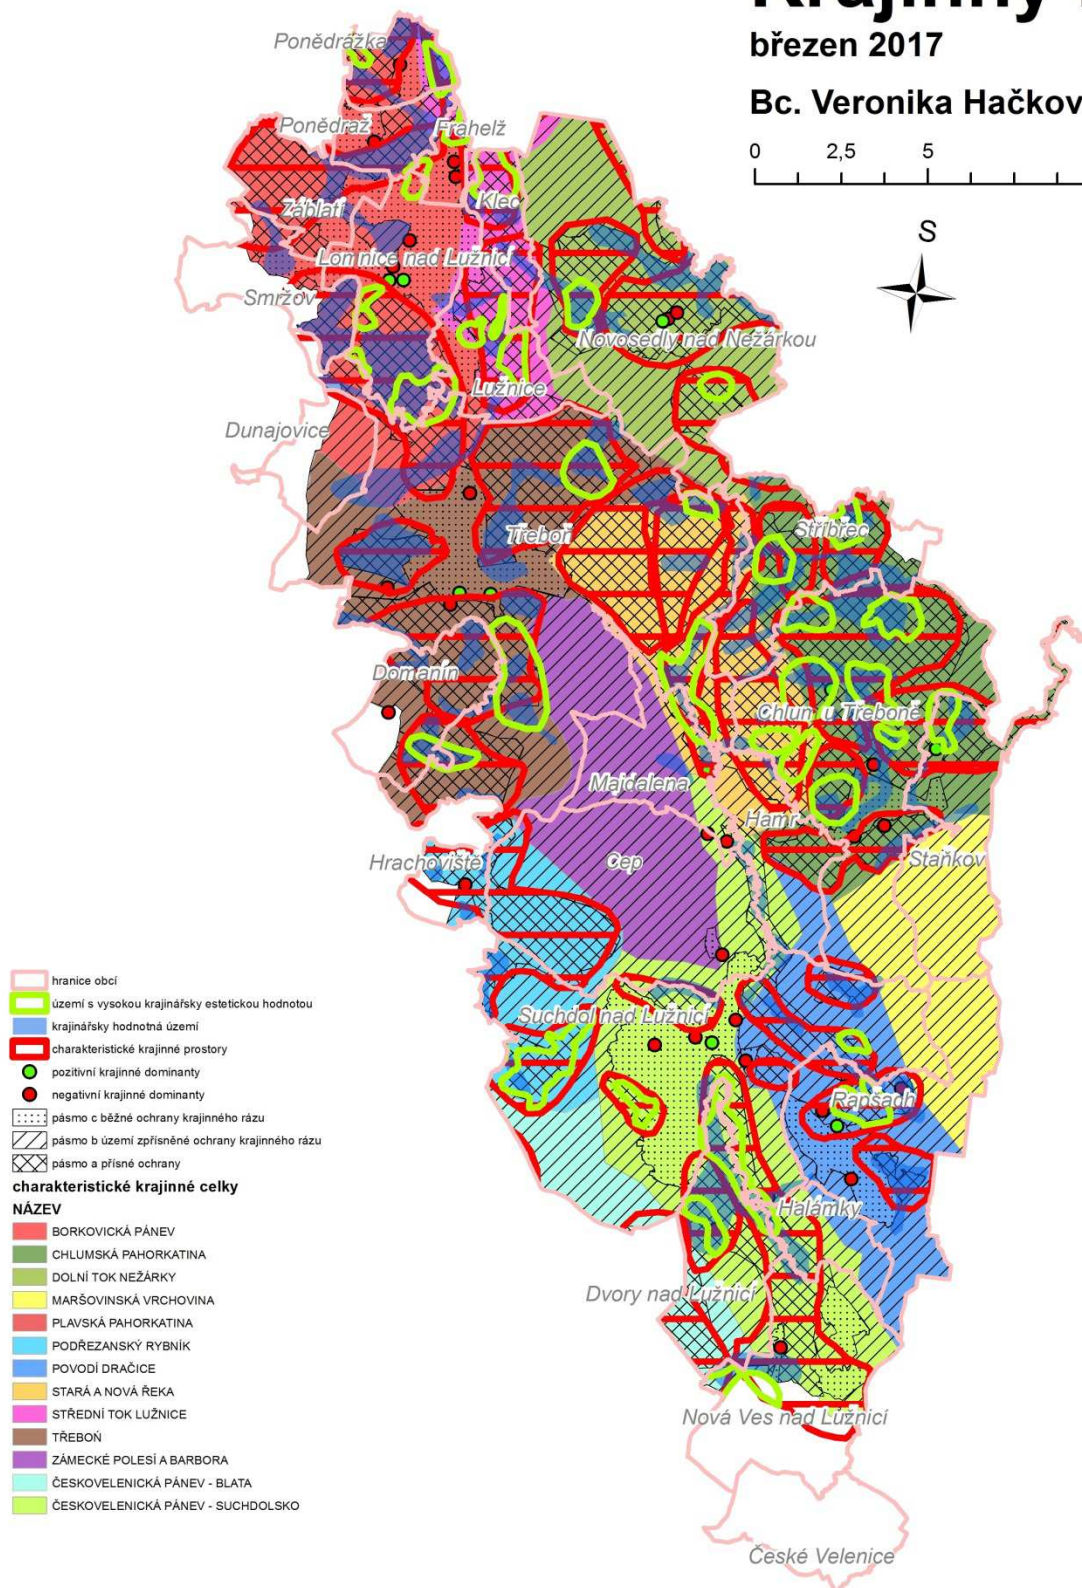 březen 2017
Bc. Veronika Hačkov
0 2,5 5
S
Ponědrážka
Ponědraž
Frahelž
Klec
Záblatí
Lomnice nad Lužnicí
Smržov
Novosedly nad Nežárkou
Lužnice
Dunajovice
Třeboň
Stříbřec
Domanín
Chlum u Třeboně
Majdalena
Hamr
Hrachoviště
Cep
Staňkov
Suchdol nad Lužnicí
Rapšach
Halámky
Dvory nad Lužnicí
Nová Ves nad Lužnicí
České Velenice
hranice obcí
území s vysokou krajinářsky estetickou hodnotou
krajinářsky hodnotná území
charakteristické krajinné prostory
pozitivní krajinné dominanty
negativní krajinné dominanty
pásmo c běžné ochrany krajinného rázu
pásmo b území zpřísněné ochrany krajinného rázu
pásmo a přísné ochrany
charakteristické krajinné celky
NÁZEV
BORKOVICKÁ PÁNEV
CHLUMSKÁ PAHORKATINA
DOLNÍ TOK NEŽÁRKY
MARŠOVINSKÁ VRCHOVINA
PLAVSKÁ PAHORKATINA
PODŘEZANSKÝ RYBNÍK
POVODÍ DRAČICE
STARÁ A NOVÁ ŘEKA
STŘEDNÍ TOK LUŽNICE
TŘEBOŇ
ZÁMECKÉ POLESÍ A BARBORA
ČESKOVELENICKÁ PÁNEV - BLATA
ČESKOVELENICKÁ PÁNEV - SUCHDOLSKO